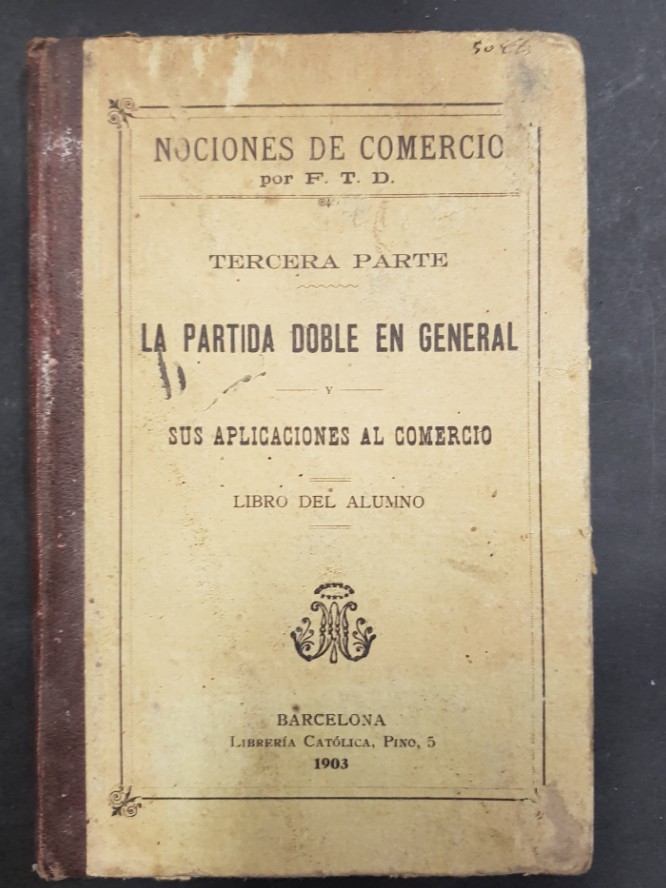 NOCIONES DE COMERCIO
por F. T. D.
TERCERA PARTE
LA PARTIDA DOBLE EN GENERAL
Y
SUS APLICACIONES AL COMERCIO
LIBRO DEL ALUMNO
BARCELONA
LIBRERÍA CATÓLICA, PINO, 5
1903